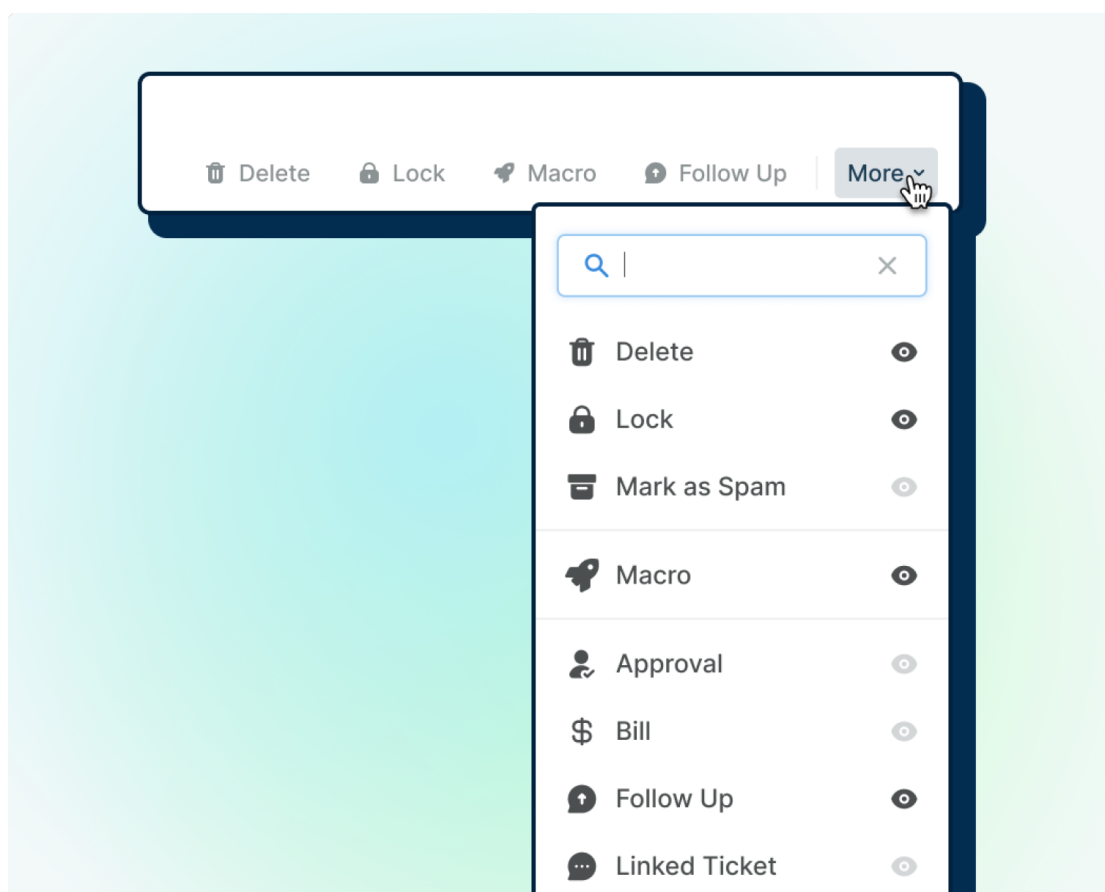 Delete Lock Macro Follow Up More
Delete
Lock
Mark as Spam
Macro
Approval
Bill
Follow Up
Linked Ticket